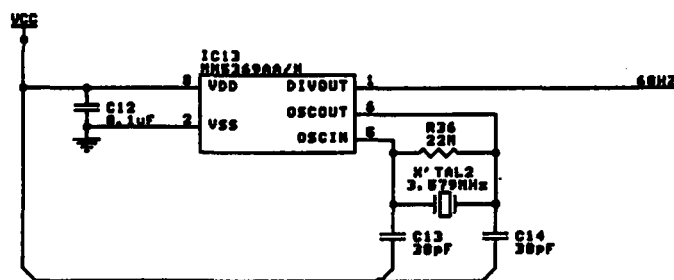 VCC
IC13
MM5369AA/N
8 VDD DIVOUT 1 60HZ
OSCOUT 6
C12
0.1uF
2 VSS
OSCIN 5
R36
22M
X'TAL2
3.579MHz
C13
30pF
C14
30pF